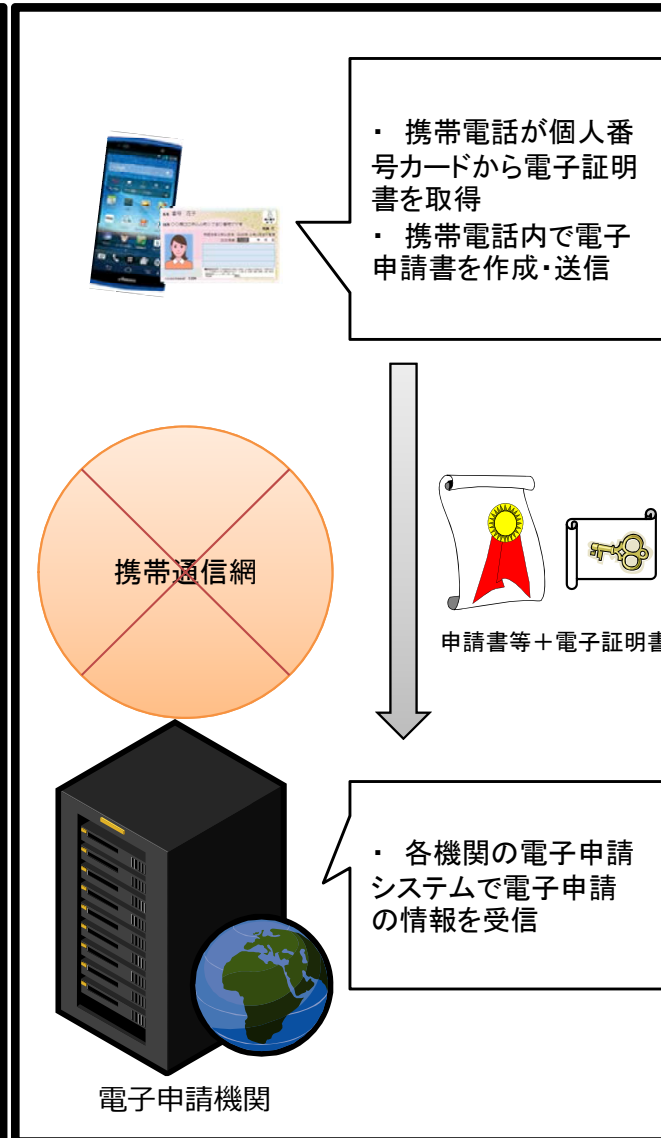 ・ 携帯電話が個人番
号カードから電子証明
書を取得
・ 携帯電話内で電子
申請書を作成・送信
携帯通信網
申請書等＋電子証明書
・ 各機関の電子申請
システムで電子申請
の情報を受信
電子申請機関